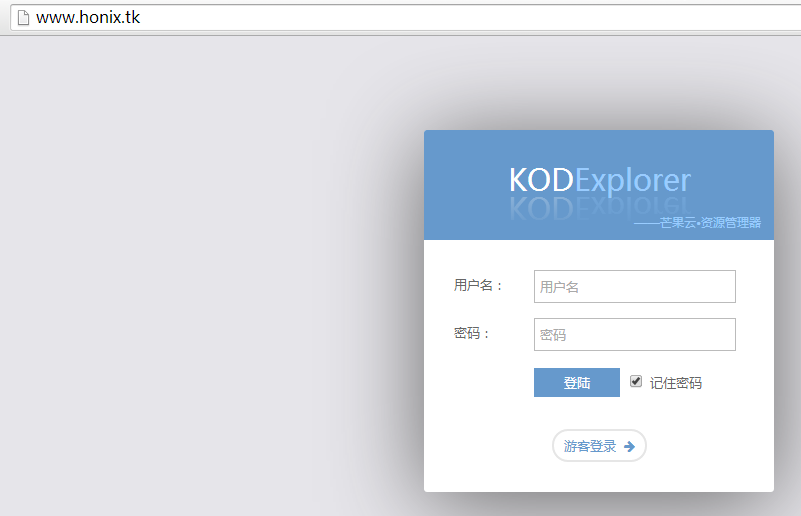 www.honix.tk
KODExplorer
——芒果云•资源管理器
用户名：
用户名
密码：
密码
登陆
记住密码
游客登录